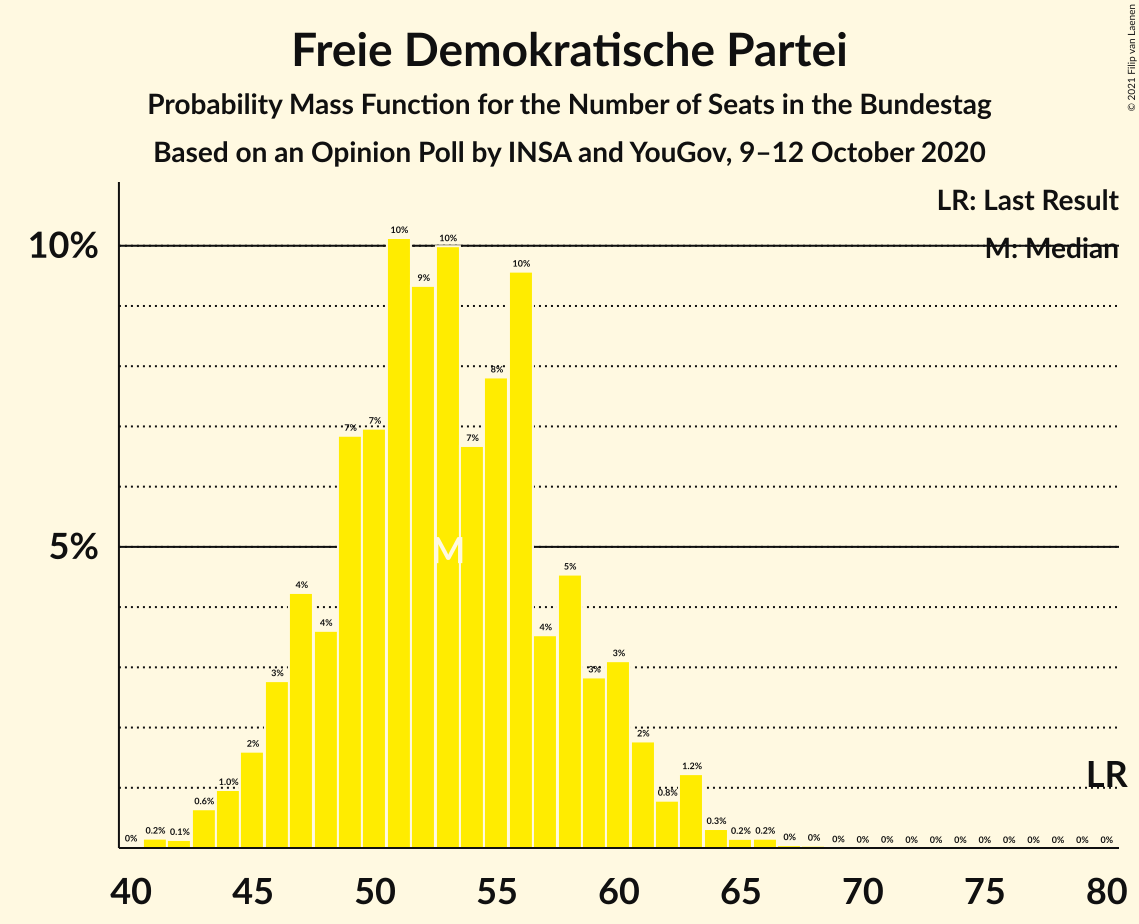 Freie Demokratische Partei
Probability Mass Function for the Number of Seats in the Bundestag
Based on an Opinion Poll by INSA and YouGov, 9–12 October 2020
© 2021 Filip van Laenen
LR: Last Result
M: Median
10%
5%
0% 0.2% 0.1% 0.6% 1.0% 2% 3% 4% 4% 7% 7% 10% 9% 10% 7% 8% 10% 4% 5% 3% 3% 2% 0.8% 1.2% 0.3% 0.2% 0.2% 0% 0% 0% 0% 0% 0% 0% 0% 0% 0% 0% 0% 0% 0%
M
LR
40 45 50 55 60 65 70 75 80